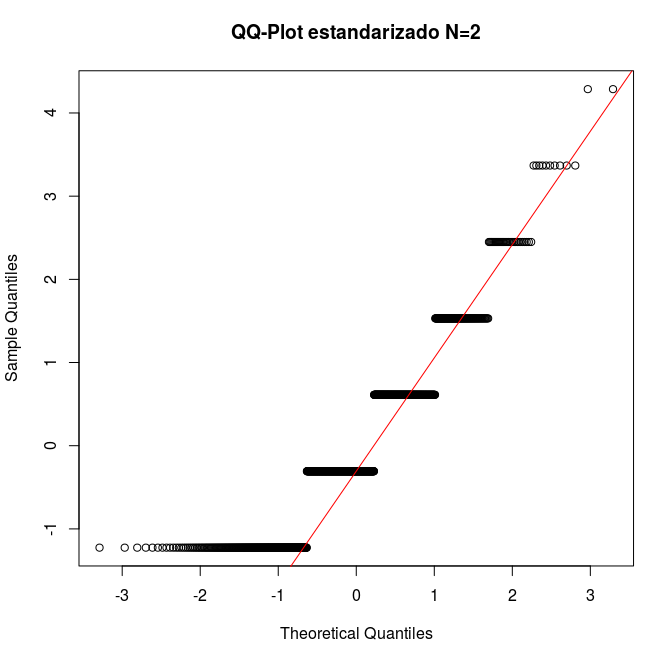 QQ-Plot estandarizado N=2
Sample Quantiles
4
3
2
1
0
-1
-3 -2 -1 0 1 2 3
Theoretical Quantiles